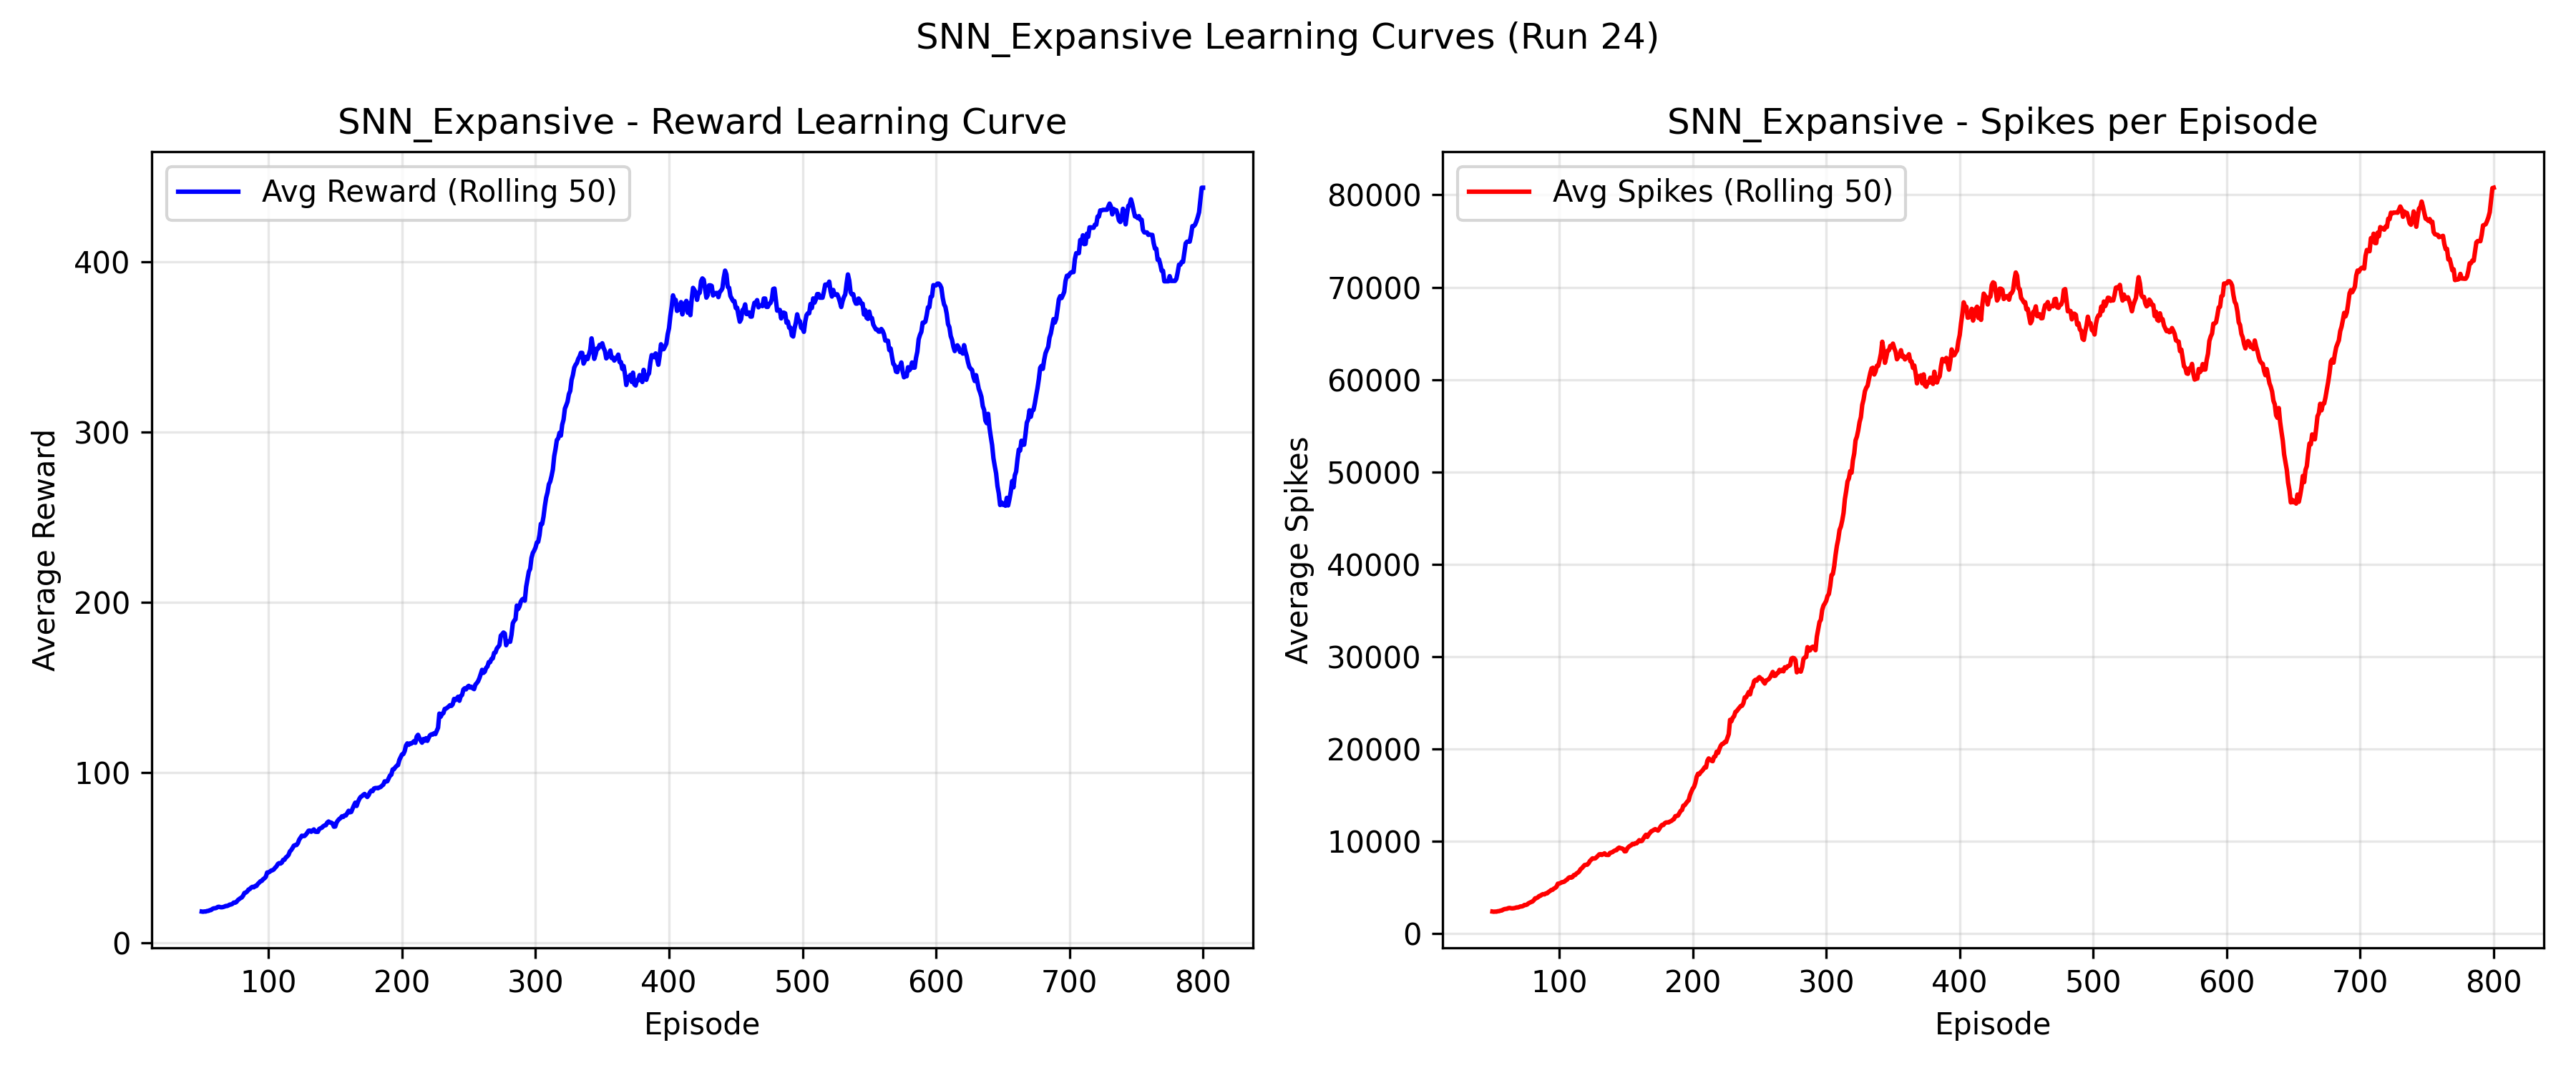 SNN_Expansive Learning Curves (Run 24)
SNN_Expansive - Reward Learning Curve
Avg Reward (Rolling 50)
Average Reward
400
300
200
100
0
100 200 300 400 500 600 700 800
Episode
SNN_Expansive - Spikes per Episode
Avg Spikes (Rolling 50)
Average Spikes
80000
70000
60000
50000
40000
30000
20000
10000
0
100 200 300 400 500 600 700 800
Episode